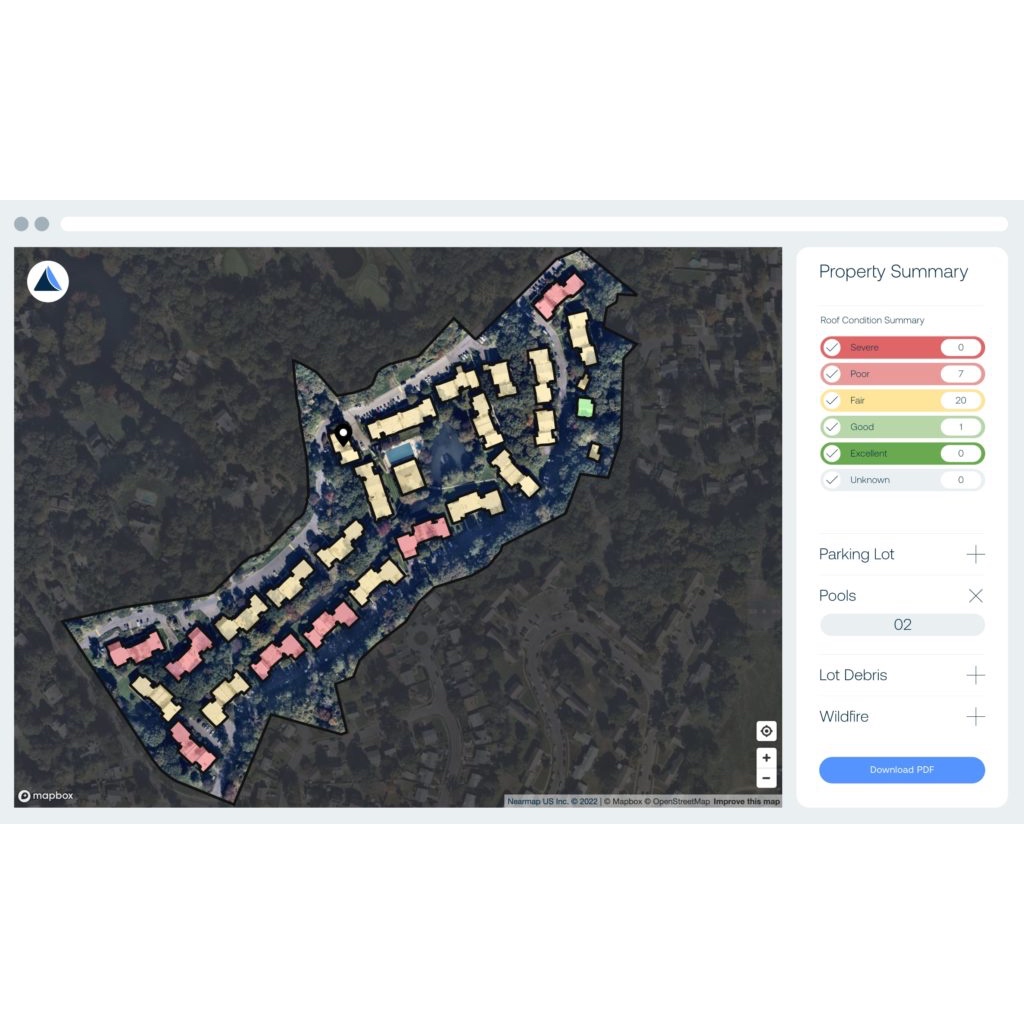 Property Summary
Roof Condition Summary
Severe 0
Poor 7
Fair 20
Good 1
Excellent 0
Unknown 0
Parking Lot
Pools
02
Lot Debris
Wildfire
Download PDF
mapbox
Nearmap US Inc. © 2022 | © Mapbox © OpenStreetMap Improve this map